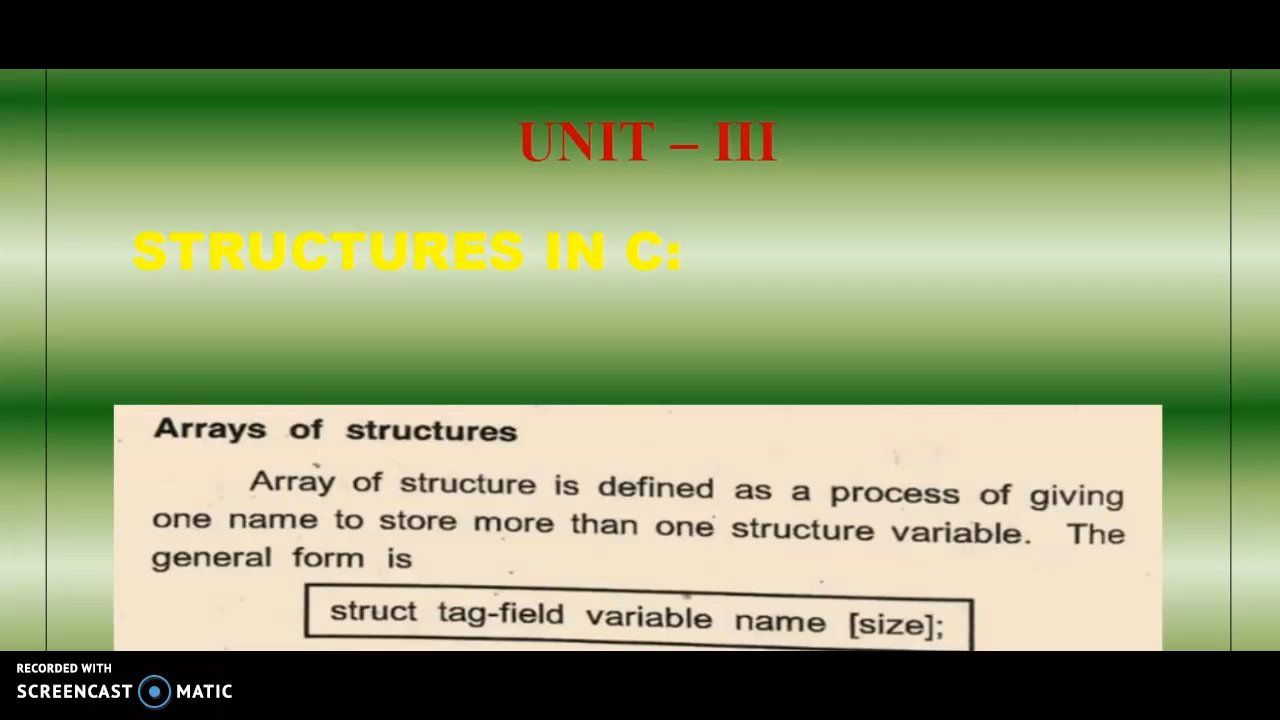 UNIT – III
STRUCTURES IN C:
Arrays of structures
Array of structure is defined as a process of giving
one name to store more than one structure variable. The
general form is
struct tag-field variable name [size];
RECORDED WITH
SCREENCAST MATIC